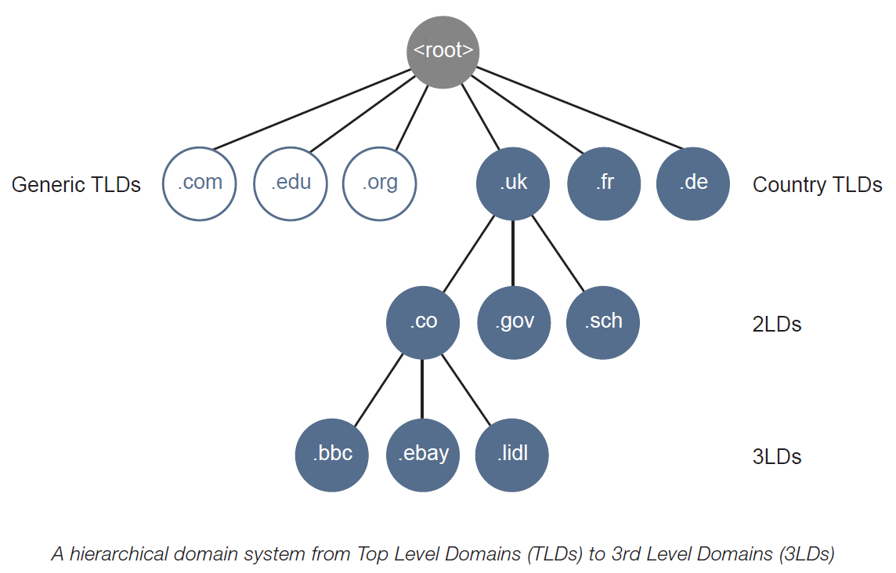 <root>
Generic TLDs
.com
.edu
.org
.uk
.fr
.de
Country TLDs
.co
.gov
.sch
2LDs
.bbc
.ebay
.lidl
3LDs
A hierarchical domain system from Top Level Domains (TLDs) to 3rd Level Domains (3LDs)